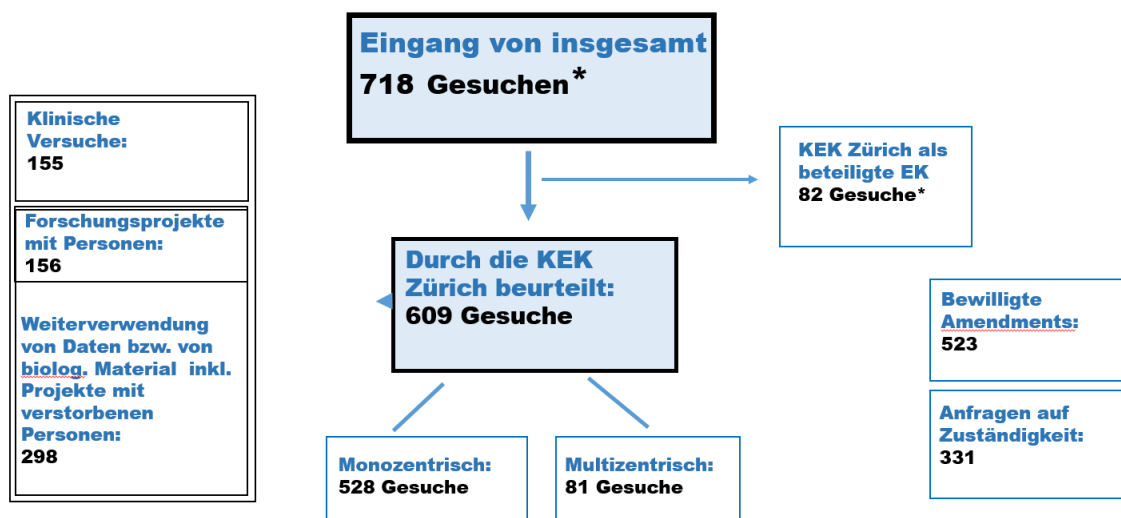 Eingang von insgesamt
718 Gesuchen*
Klinische
Versuche:
155
Forschungsprojekte
mit Personen:
156
Weiterverwendung
von Daten bzw. von
biolog. Material inkl.
Projekte mit
verstorbenen
Personen:
298
KEK Zürich als
beteiligte EK
82 Gesuche*
Durch die KEK
Zürich beurteilt:
609 Gesuche
Monozentrisch:
528 Gesuche
Multizentrisch:
81 Gesuche
Bewilligte
Amendments:
523
Anfragen auf
Zuständigkeit:
331